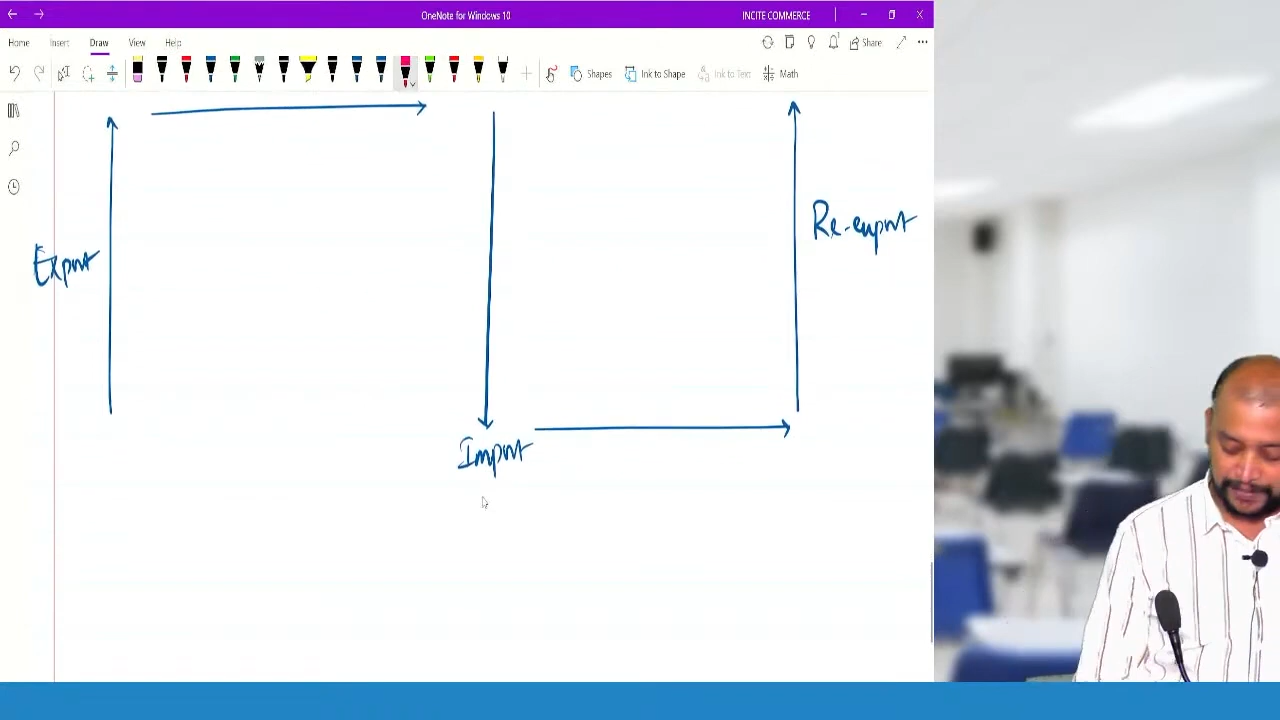 OneNote for Windows 10
INCITE COMMERCE
Home Insert Draw View Help
Share
Shapes Ink to Shape Ink to Text Math
Export
Re-export
Import